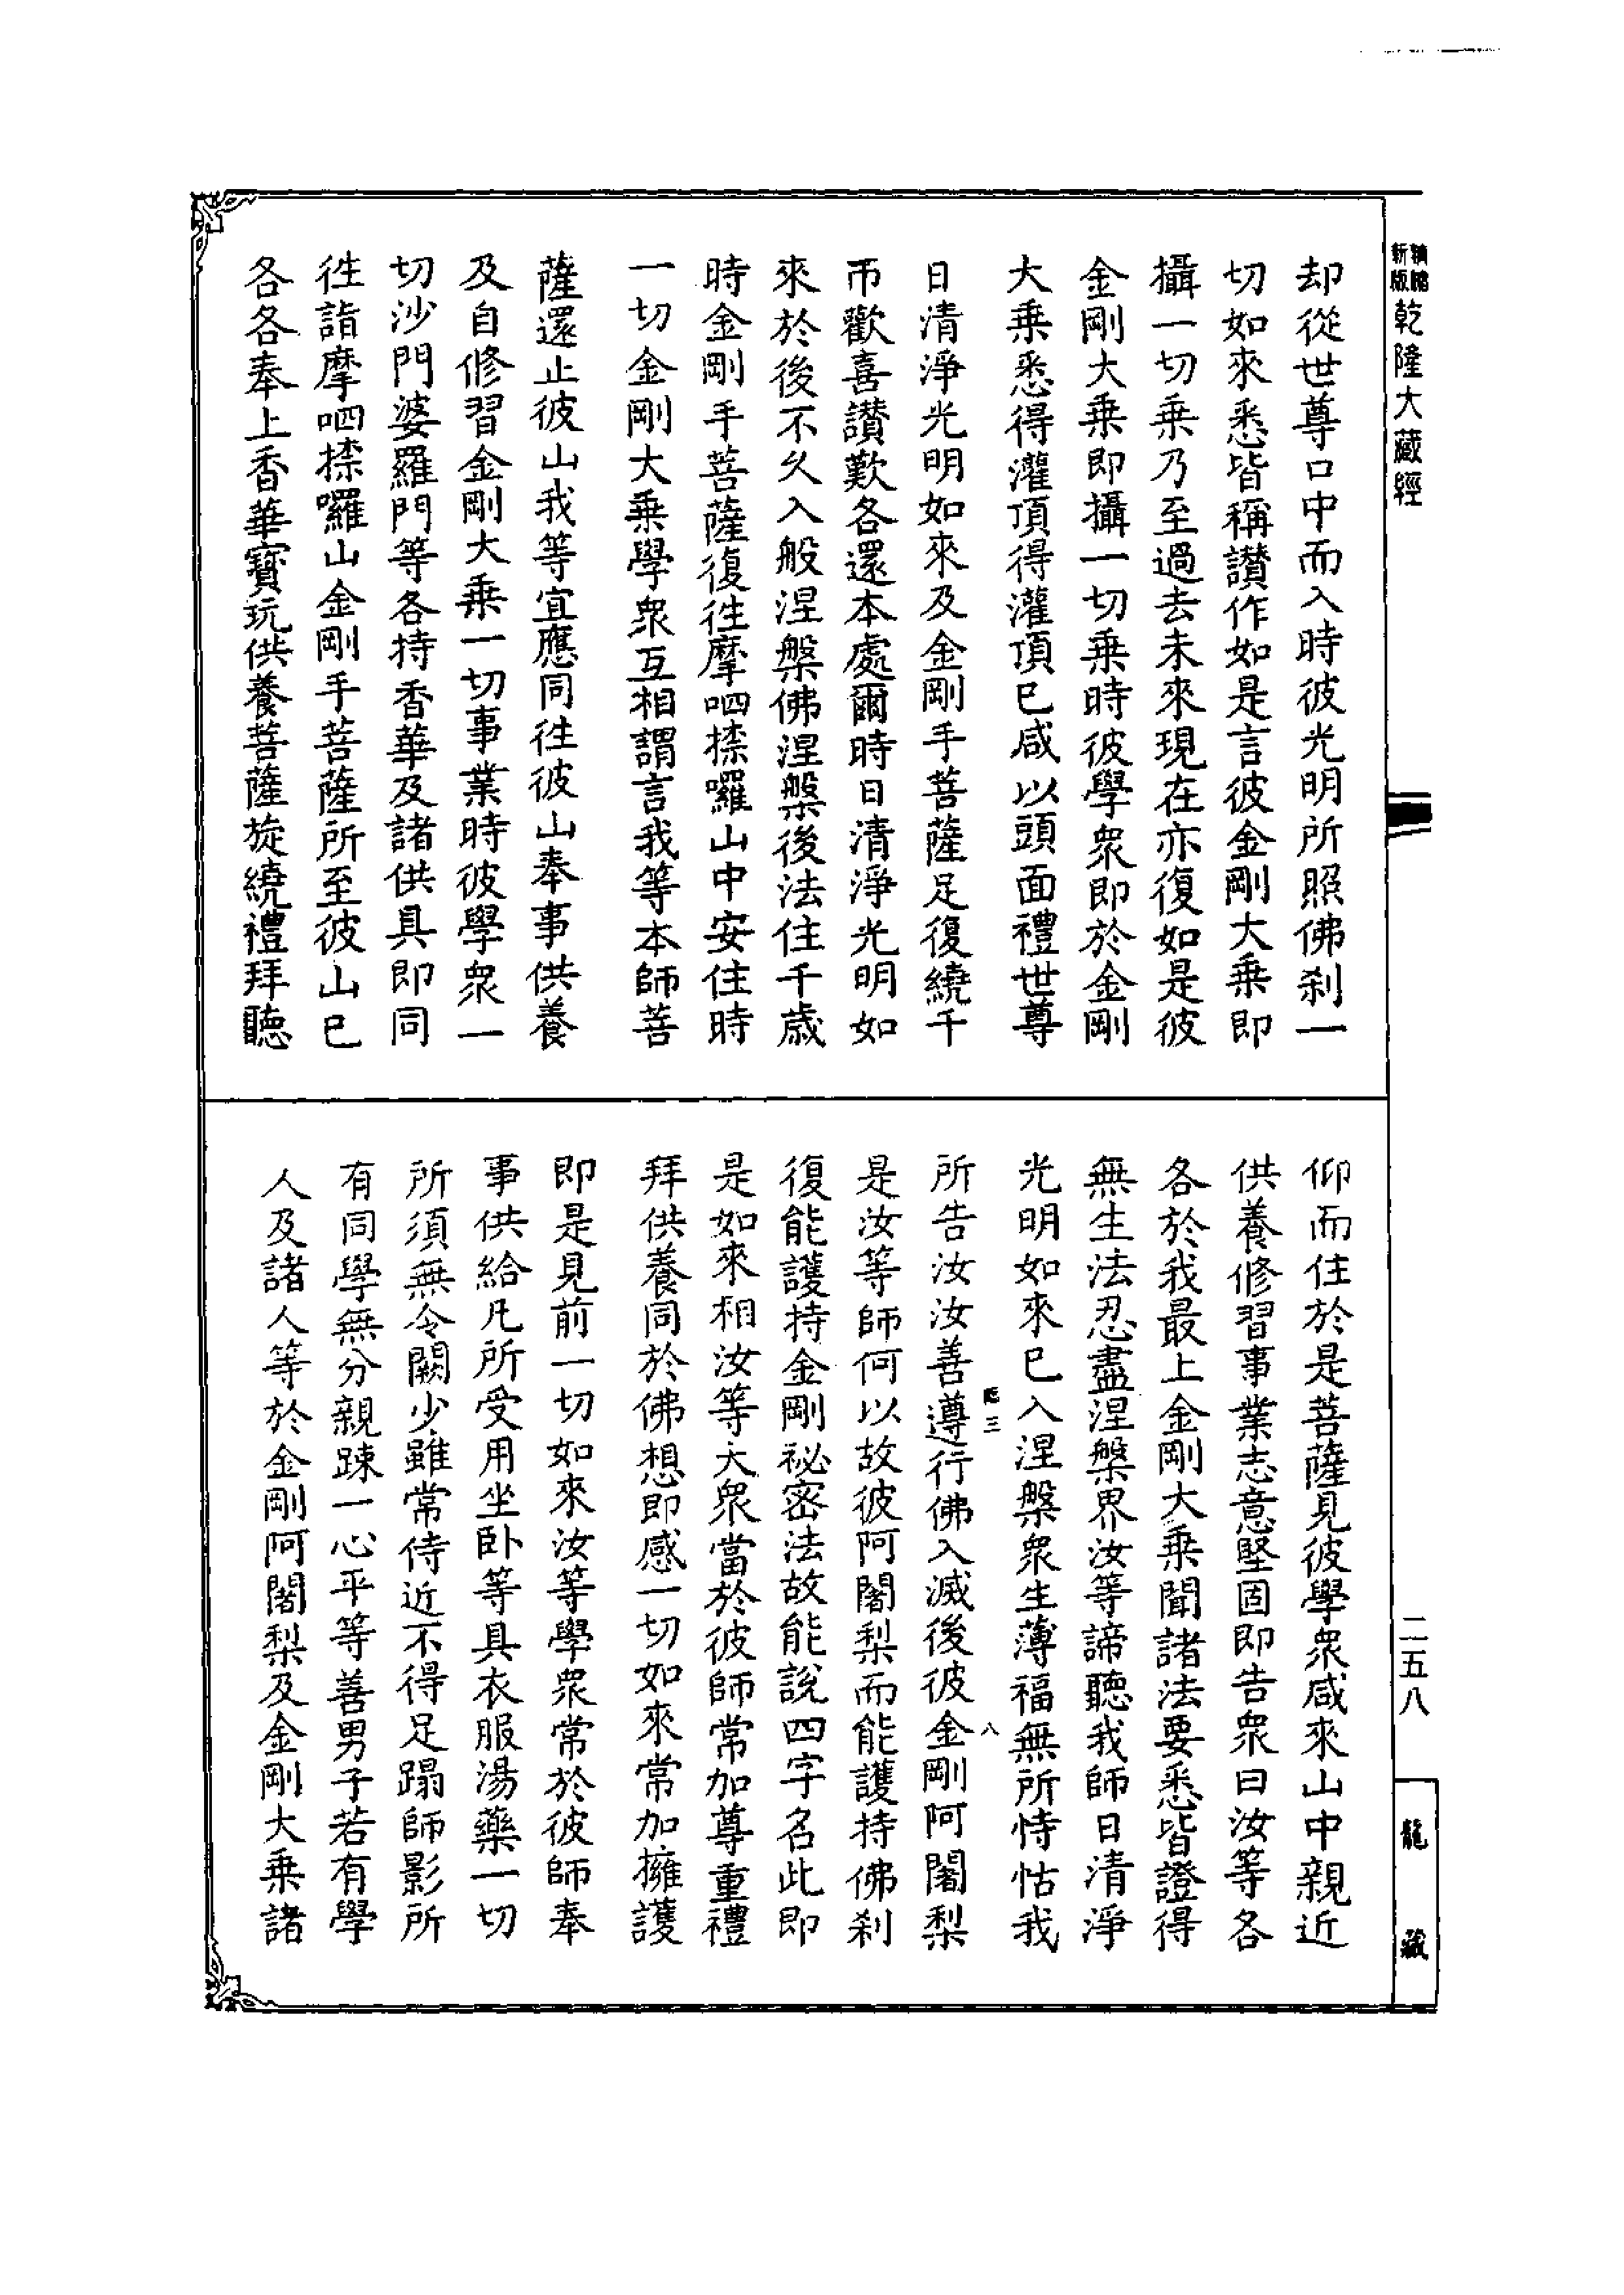 新版
精縮
乾隆大藏經
却從世尊口中而入時彼光明所照佛刹一
切如來悉皆稱讃作如是言彼金剛大乗即
攝一切乗乃至過去未來現在亦復如是彼
金剛大乗即攝一切乗時彼學衆即於金剛
大乗悉得灌頂得灌頂已咸以頭面禮世尊
日清淨光明如來及金剛手菩薩足復繞千
帀歡喜讃歎各還本處爾時日清淨光明如
來於後不久入般涅槃佛涅槃後法住千歳
時金剛手菩薩復徃摩呬捺囉山中安住時
一切金剛大乗學衆互相謂言我等本師菩
薩還止彼山我等宜應同徃彼山奉事供養
及自修習金剛大乗一切事業時彼學衆一
切沙門婆羅門等各持香華及諸供具即同
徃詣摩呬捺囉山金剛手菩薩所至彼山已
各各奉上香華寳玩供養菩薩旋繞禮拜聽
仰而住於是菩薩見彼學衆咸來山中親近
供養修習事業志意堅固即告衆曰汝等各
各於我最上金剛大乗聞諸法要悉皆證得
無生法忍盡涅槃界汝等諦聽我師日清淨
光明如來已入涅槃衆生薄福無所恃怙我
三 八
所告汝汝善遵行佛入滅後彼金剛阿闍梨
是汝等師何以故彼阿闍梨而能護持佛刹
復能護持金剛祕密法故能說四字名此即
是如來相汝等大衆當於彼師常加尊重禮
拜供養同於佛想即感一切如來常加擁護
即是見前一切如來汝等學衆常於彼師奉
事供給凡所受用坐卧等具衣服湯藥一切
所須無令闕少雖常侍近不得足蹋師影所
有同學無分親踈一心平等善男子若有學
人及諸人等於金剛阿闍梨及金剛大乗諸
二五八
龍藏